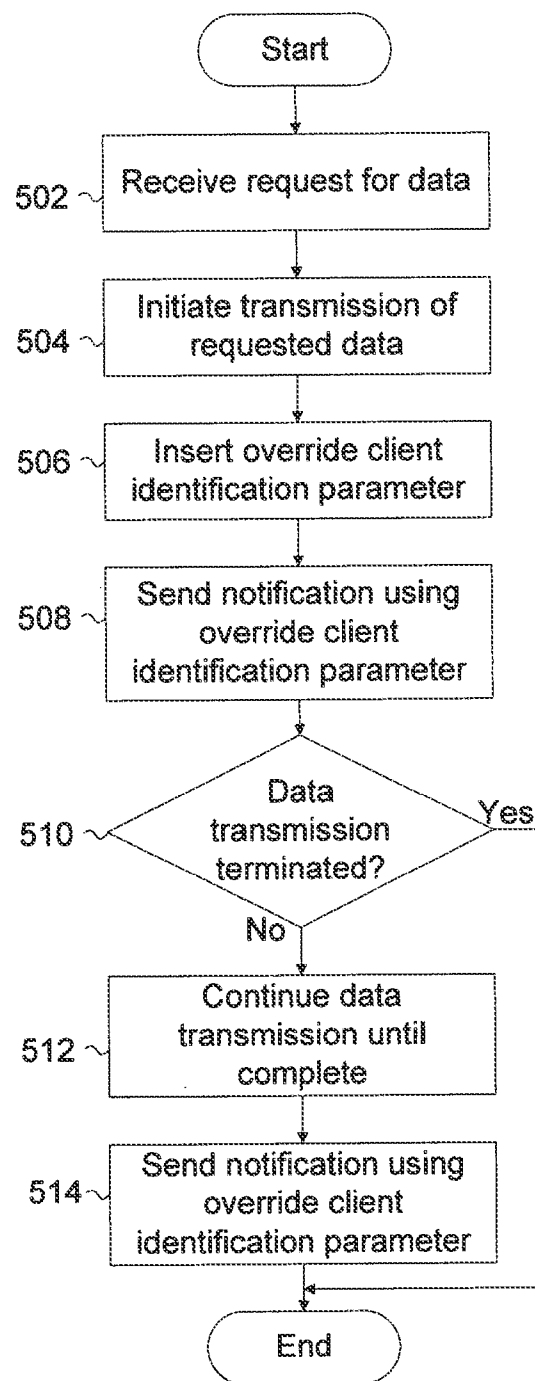 Start
502
Receive request for data
504
Initiate transmission of
requested data
506
Insert override client
identification parameter
508
Send notification using
override client
identification parameter
510
Data
transmission
terminated?
Yes
No
512
Continue data
transmission until
complete
514
Send notification using
override client
identification parameter
End